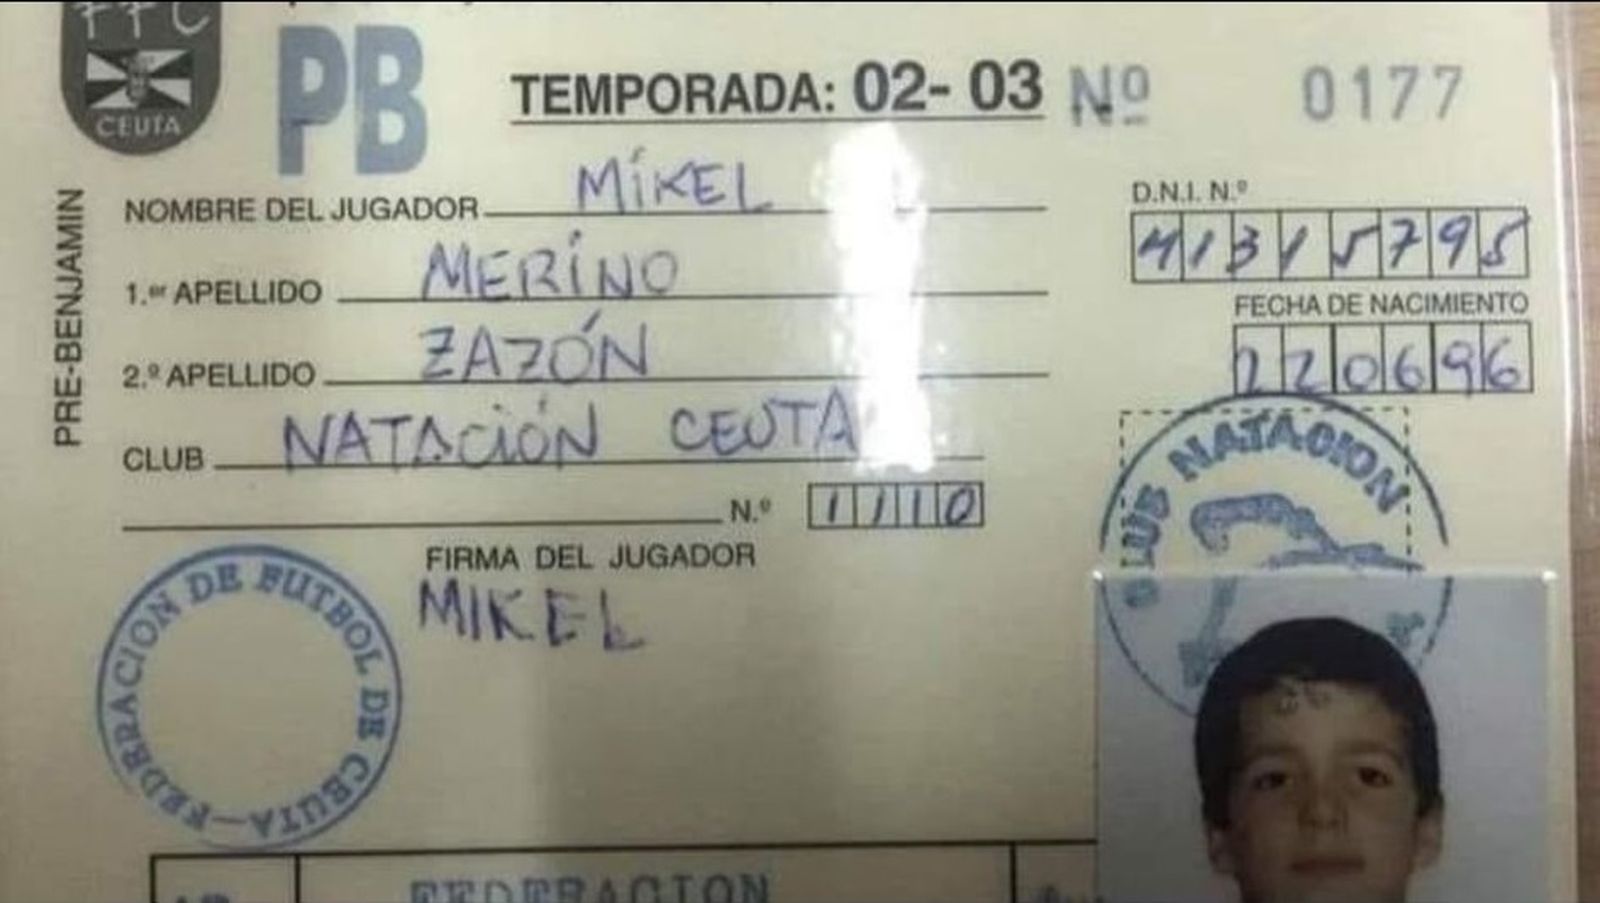 FFC
CEUTA
PB
TEMPORADA: 02-03 Nº 0177
PRE-BENJAMIN
NOMBRE DEL JUGADOR MIKEL
D.N.I. N.º
41315795
1.er APELLIDO MERINO
FECHA DE NACIMIENTO
220696
2.º APELLIDO ZAZÓN
CLUB NATACIÓN CEUTA
N.º 1110
CLUB NATACION
FIRMA DEL JUGADOR
MIKEL
FEDERACION DE FUTBOL DE CEUTA
FEDERACION